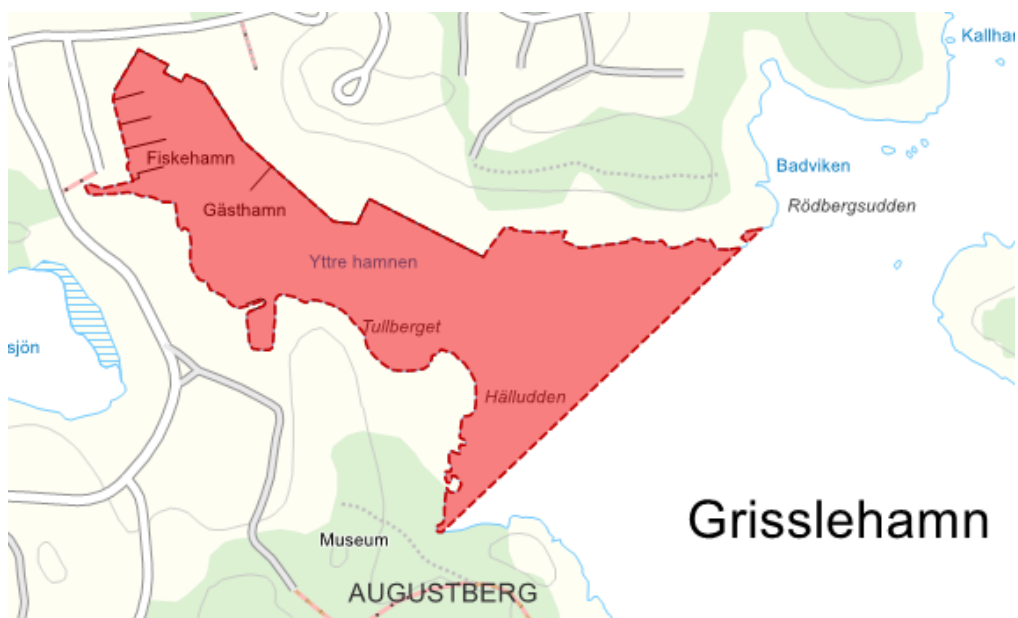 Kallhar
Fiskehamn
Badviken
Gästhamn
Rödbergsudden
Yttre hamnen
Tullberget
sjön
Hälludden
Grisslehamn
Museum
AUGUSTBERG